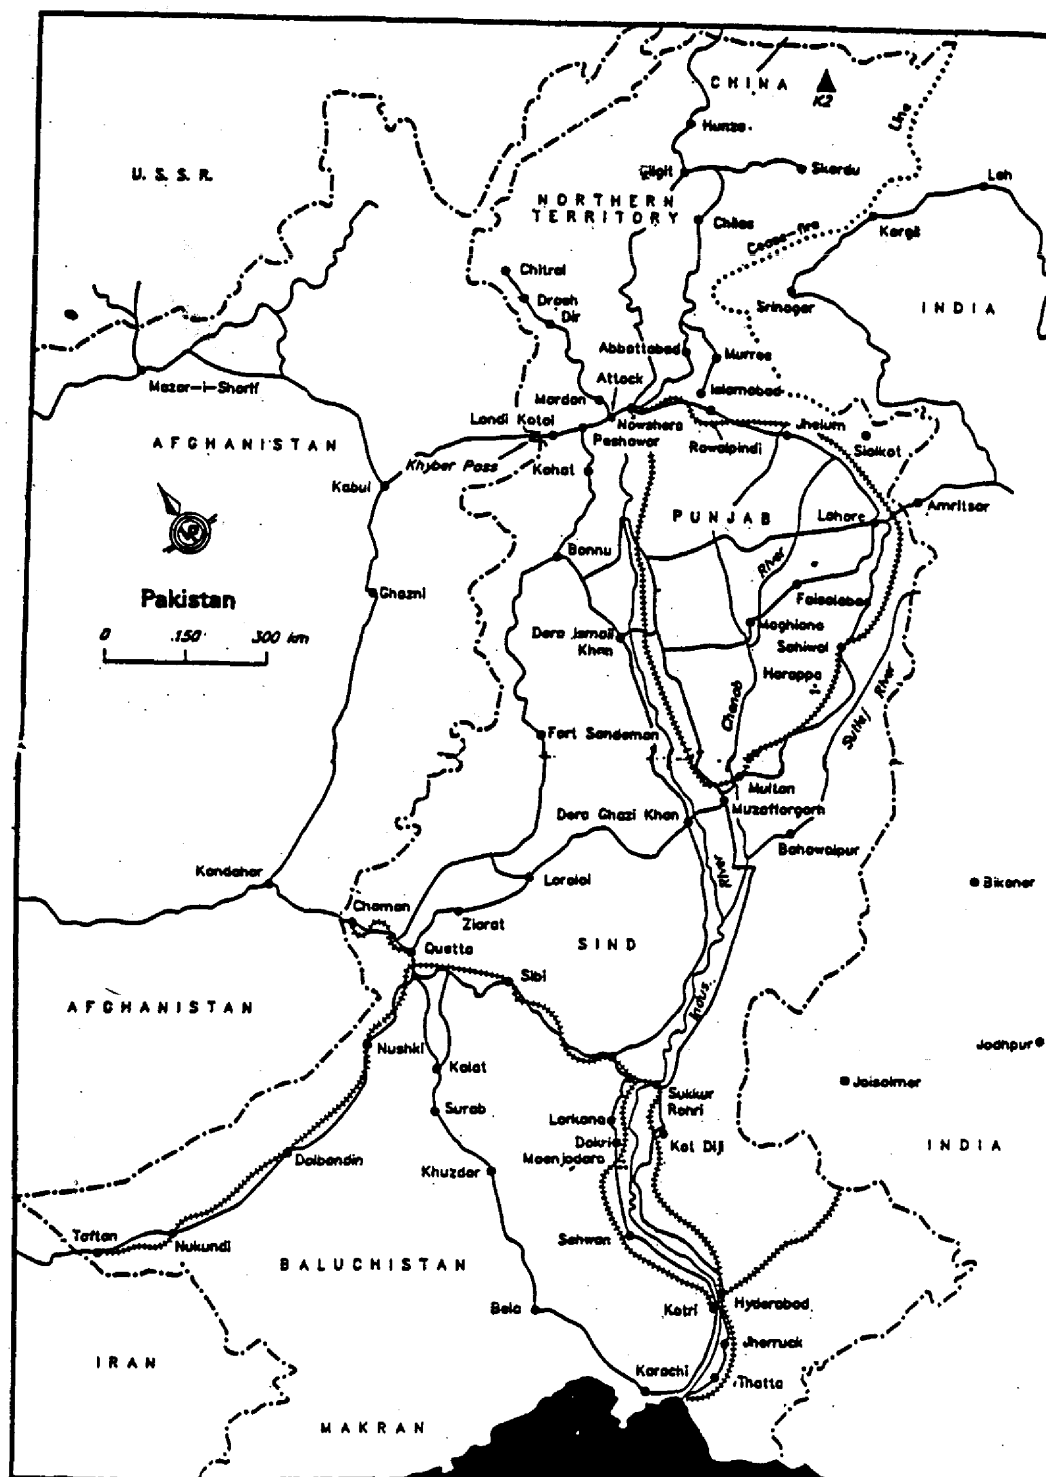 CHINA
K2
Hunza
Line
U.S.S.R.
Gilgit
Skardu
Leh
NORTHERN
TERRITORY
Chilas
Kargil
Cease-fire
Chitral
Drosh
Dir
Srinagar
INDIA
Abbottabad
Murree
Attock
Islamabad
Mazar-i-Sharif
Mardan
Nowshera
Landi Kotal
Peshawar
Rawalpindi
Jhelum
Sialkot
AFGHANISTAN
Khyber Pass
Kohat
Kabul
PUNJAB
Lahore
Amritsar
Bannu
River
Pakistan
Ghazni
Faisalabad
0 150 300 km
Dera Ismail
Khan
Maghiana
Sahiwal
Harappa
Chenab
Sutlej River
Fort Sandeman
Multan
Muzaffargarh
Dera Ghazi Khan
Bahawalpur
Kandahar
Loralai
River
Bikaner
Chaman
Ziarat
Quetta
SIND
Sibi
Indus
AFGHANISTAN
Nushki
Jodhpur
Kalat
Jaisalmer
Surab
Sukkur
Rohri
Larkana
Dokri
Moenjodaro
Kot Diji
INDIA
Dalbandin
Khuzdar
Taftan
Nukundi
Sehwan
BALUCHISTAN
Bela
Kotri
Hyderabad
Jherruck
IRAN
Karachi
Thatta
MAKRAN